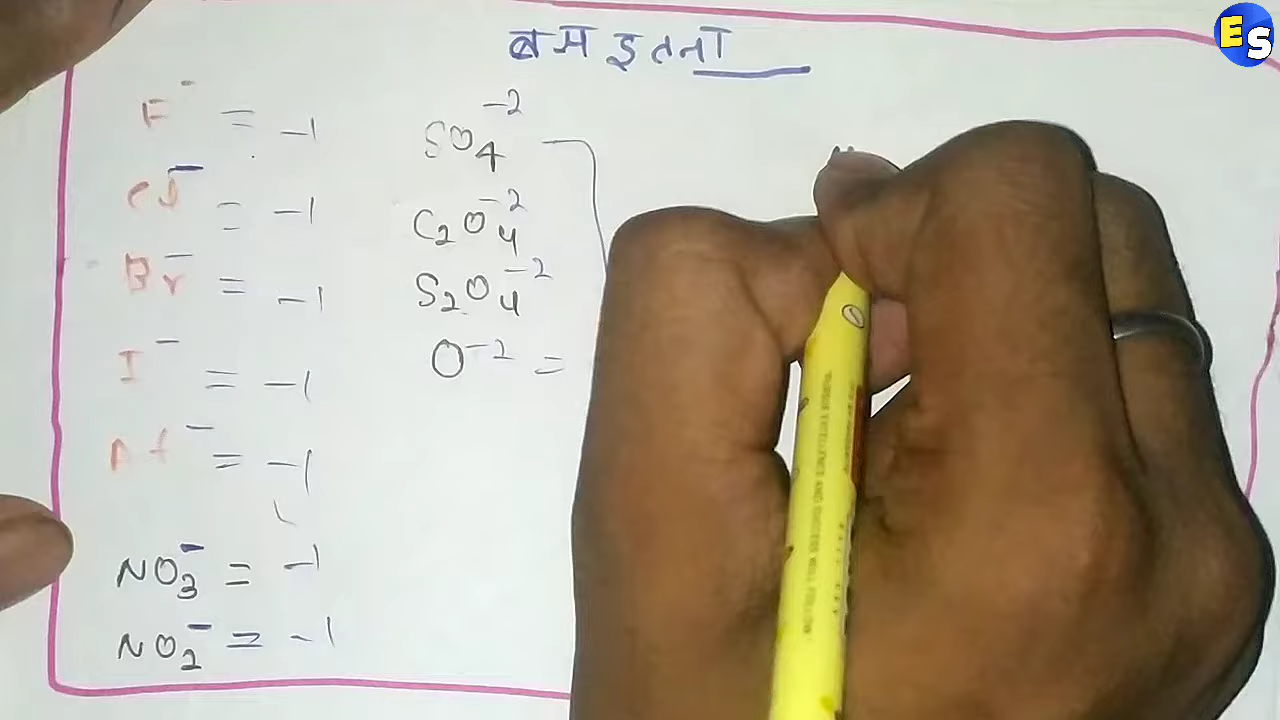 बस इतना
ES
F⁻ = -1
Cl⁻ = -1
Br⁻ = -1
I⁻ = -1
At⁻ = -1
NO₃⁻ = -1
NO₂⁻ = -1
SO₄⁻²
C₂O₄⁻²
S₂O₄⁻²
O⁻² =